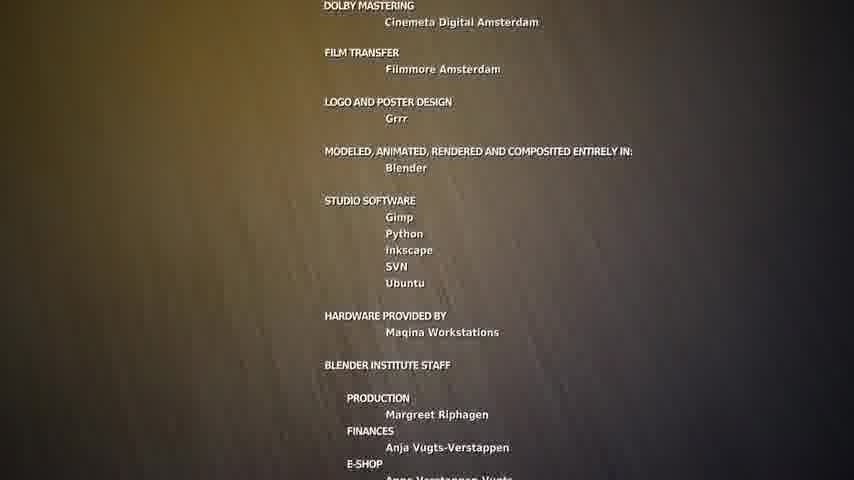 DOLBY MASTERING
Cinemeta Digital Amsterdam
FILM TRANSFER
Filmmore Amsterdam
LOGO AND POSTER DESIGN
Grrr
MODELED, ANIMATED, RENDERED AND COMPOSITED ENTIRELY IN:
Blender
STUDIO SOFTWARE
Gimp
Python
Inkscape
SVN
Ubuntu
HARDWARE PROVIDED BY
Maqina Workstations
BLENDER INSTITUTE STAFF
PRODUCTION
Margreet Riphagen
FINANCES
Anja Vugts-Verstappen
E-SHOP